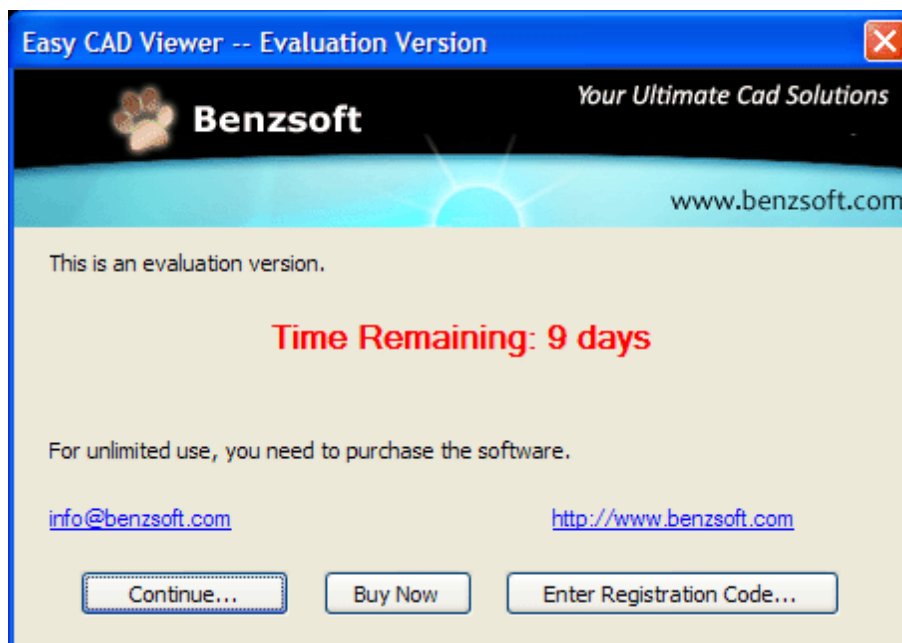 Easy CAD Viewer -- Evaluation Version
Benzsoft
Your Ultimate Cad Solutions
www.benzsoft.com
This is an evaluation version.
Time Remaining: 9 days
For unlimited use, you need to purchase the software.
info@benzsoft.com http://www.benzsoft.com
Continue... Buy Now Enter Registration Code...